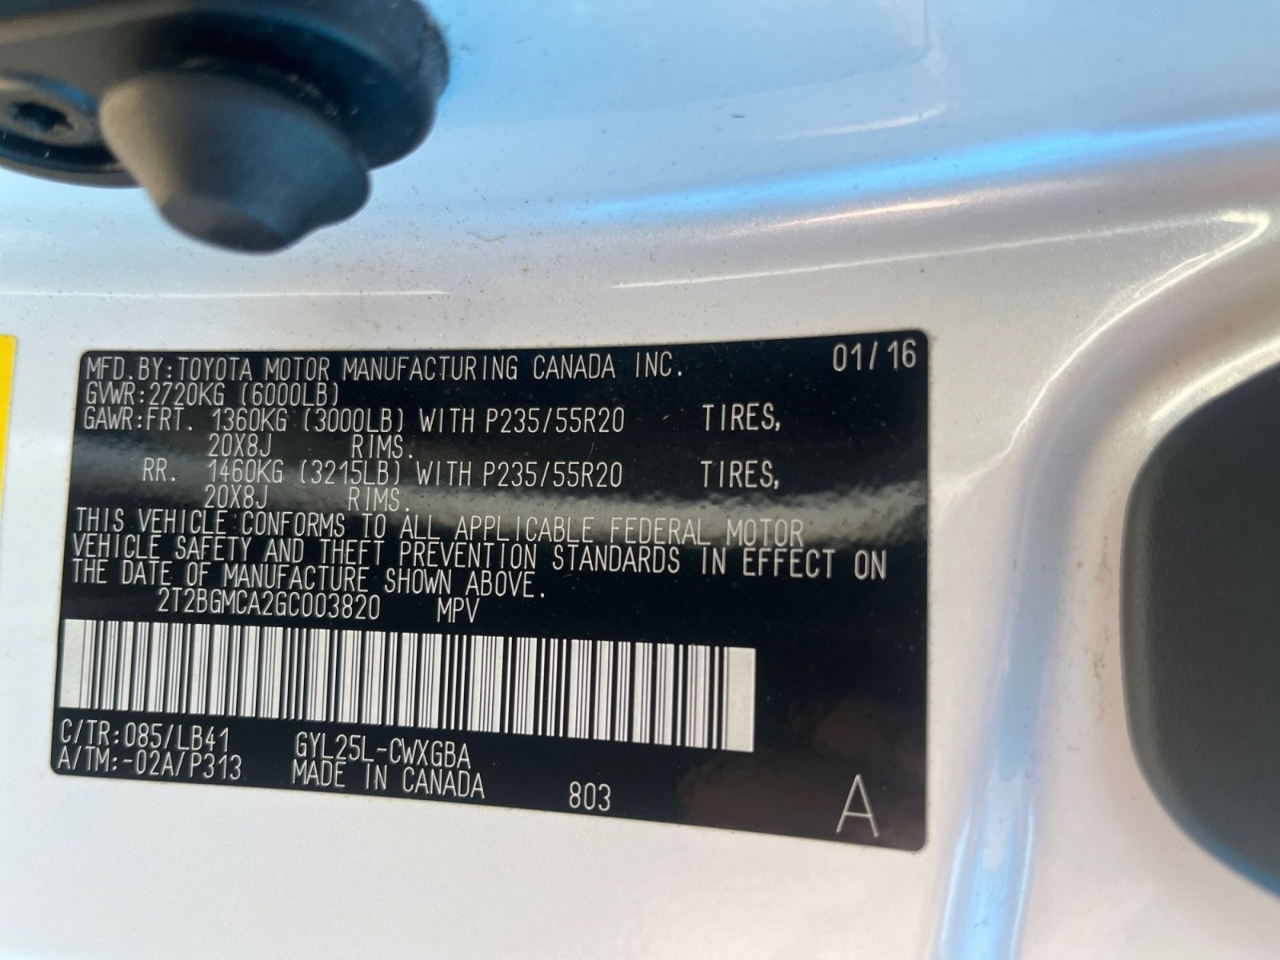 MFD.BY:TOYOTA MOTOR MANUFACTURING CANADA INC. 01/16
GVWR:2720KG (6000LB)
GAWR:FRT. 1360KG (3000LB) WITH P235/55R20 TIRES,
20X8J RIMS.
RR. 1460KG (3215LB) WITH P235/55R20 TIRES,
20X8J RIMS.
THIS VEHICLE CONFORMS TO ALL APPLICABLE FEDERAL MOTOR
VEHICLE SAFETY AND THEFT PREVENTION STANDARDS IN EFFECT ON
THE DATE OF MANUFACTURE SHOWN ABOVE.
2T2BGMCA2GC003820 MPV
C/TR:085/LB41 GYL25L-CWXGBA
A/TM:-02A/P313 MADE IN CANADA 803 A